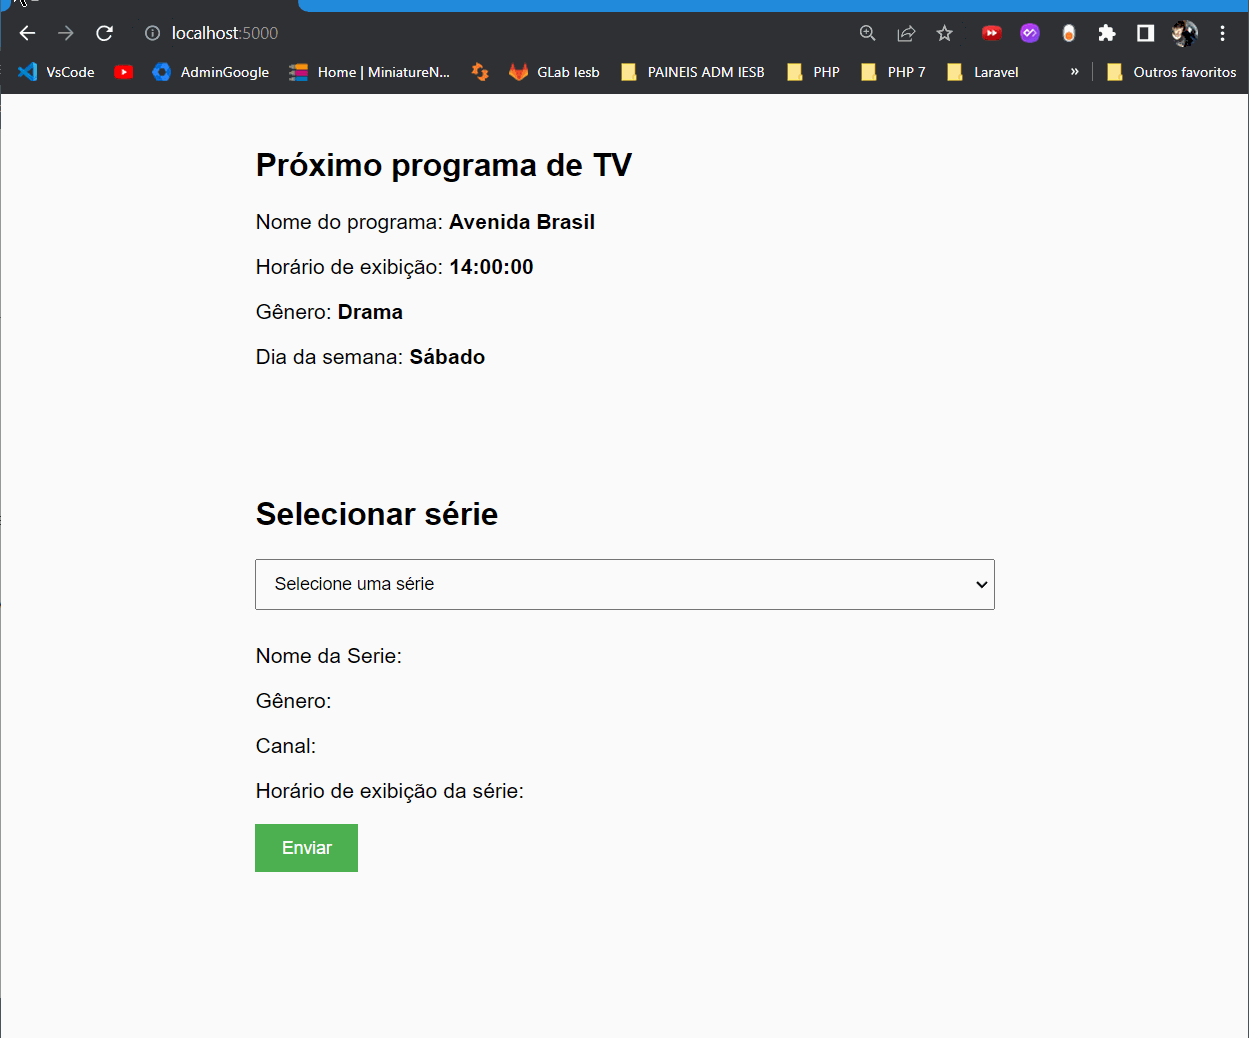 localhost:5000
VsCode AdminGoogle Home | MiniatureN... GLab Iesb PAINEIS ADM IESB PHP PHP 7 Laravel » Outros favoritos
Próximo programa de TV
Nome do programa: Avenida Brasil
Horário de exibição: 14:00:00
Gênero: Drama
Dia da semana: Sábado
Selecionar série
Selecione uma série
Nome da Serie:
Gênero:
Canal:
Horário de exibição da série:
Enviar